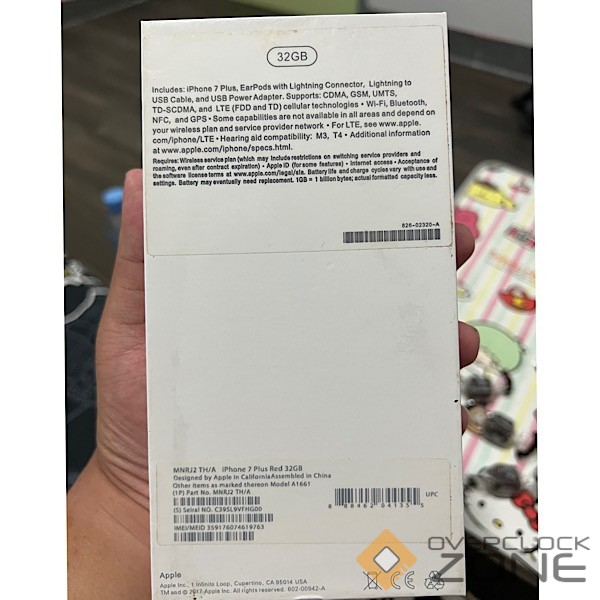 32GB
Includes: iPhone 7 Plus, EarPods with Lightning Connector, Lightning to
USB Cable, and USB Power Adapter. Supports: CDMA, GSM, UMTS,
TD-SCDMA, and LTE (FDD and TD) cellular technologies • Wi-Fi, Bluetooth,
NFC, and GPS • Some capabilities are not available in all areas and depend on
your wireless plan and service provider network • For LTE, see www.apple.
com/iphone/LTE • Hearing aid compatibility: M3, T4 • Additional information
at www.apple.com/iphone/specs.html.
Requires: Wireless service plan (which may include restrictions on switching service providers and
roaming, even after contract expiration) • Apple ID (for some features) • Internet access • Acceptance of
the software license terms at www.apple.com/legal/sla. Battery life and charge cycles vary with use and
settings. Battery may eventually need replacement. 1GB = 1 billion bytes; actual formatted capacity less.
826-02320-A
MNRJ2 TH/A iPhone 7 Plus Red 32GB
Designed by Apple In CaliforniaAssembled in China
Other items as marked thereon Model A1661
(1P) Part No. MNRJ2 TH/A
(S) Seiral NO. C39SL9VFHG00
IMEI/MEID 359176074619763
UPC
8 88462 04155 5
Apple
Apple Inc., 1 Infinito Loop, Cupertino, CA 95014 USA
TM and © 2017 Apple Inc. All rights reserved. 602-00942-A
CE
OVERCLOCK
ZONE